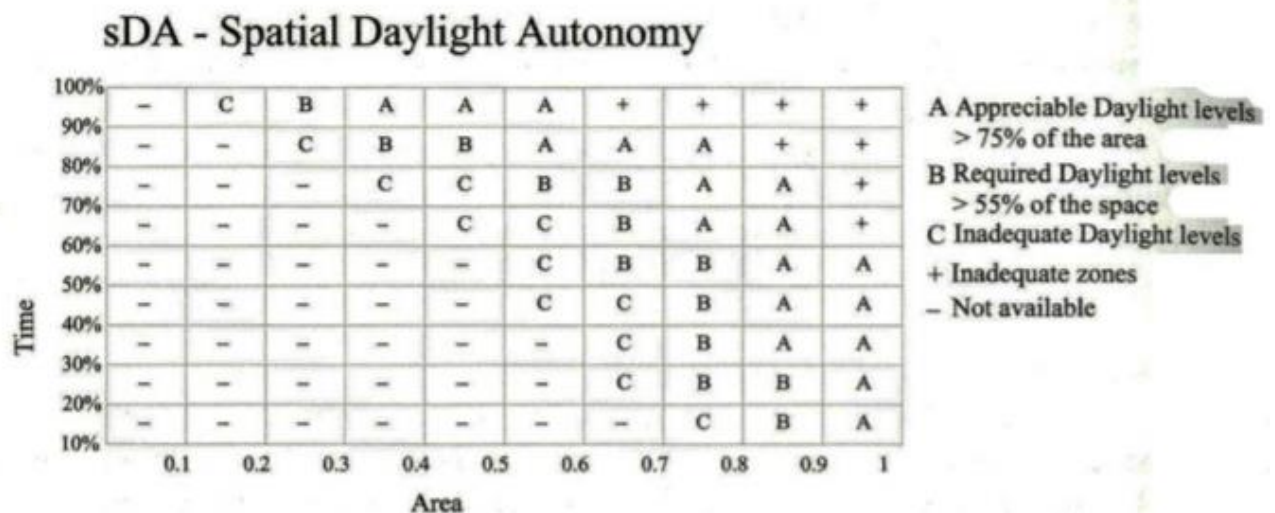 sDA - Spatial Daylight Autonomy
100%
– C B A A A + + + +
90%
– – C B B A A A + +
80%
– – – C C B B A A +
70%
– – – – C C B A A +
60%
– – – – – C B B A A
50%
– – – – – C C B A A
40%
– – – – – – C B A A
30%
– – – – – – C B B A
20%
– – – – – – – C B A
10%
0.1 0.2 0.3 0.4 0.5 0.6 0.7 0.8 0.9 1
Time
Area
A Appreciable Daylight levels
> 75% of the area
B Required Daylight levels
> 55% of the space
C Inadequate Daylight levels
+ Inadequate zones
– Not available